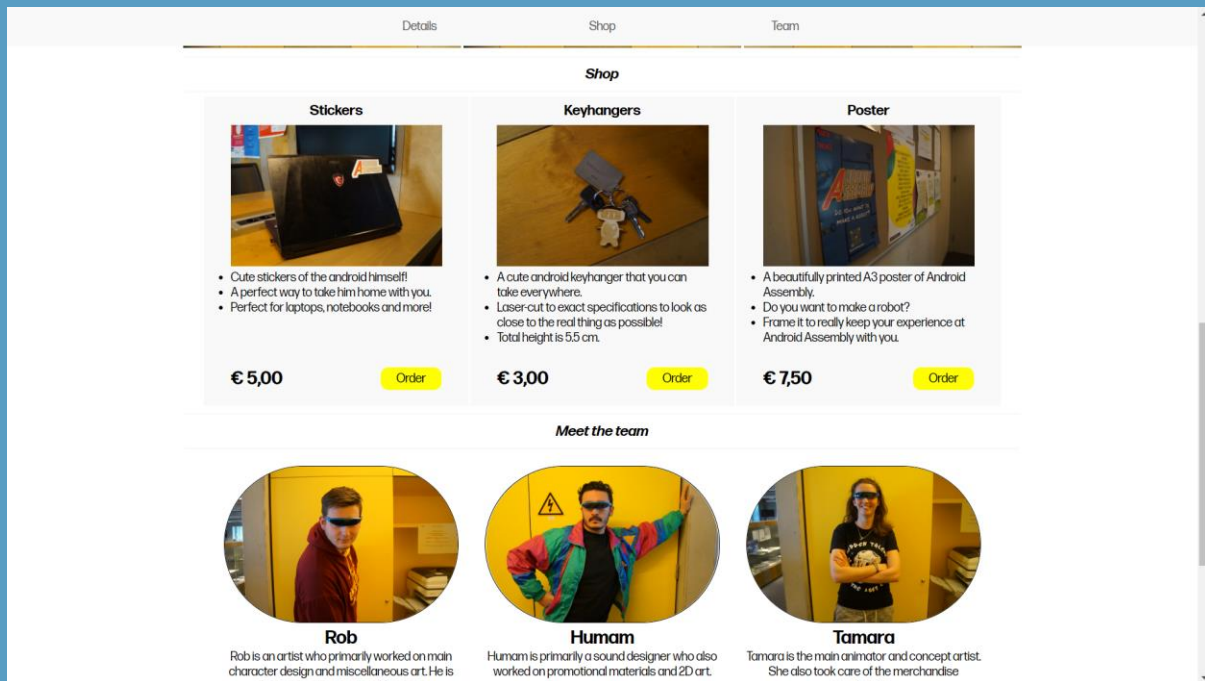 Details
Shop
Team
Shop
Stickers
Keyhangers
Poster
• Cute stickers of the android himself!
• A perfect way to take him home with you.
• Perfect for laptops, notebooks and more!
• A cute android keyhanger that you can
take everywhere.
• Laser-cut to exact specifications to look as
close to the real thing as possible!
• Total height is 5.5 cm.
• A beautifully printed A3 poster of Android
Assembly.
• Do you want to make a robot?
• Frame it to really keep your experience at
Android Assembly with you.
€ 5,00
Order
€ 3,00
Order
€ 7,50
Order
Meet the team
Rob
Rob is an artist who primarily worked on main
character design and miscellaneous art. He is
Humam
Humam is primarily a sound designer who also
worked on promotional materials and 2D art.
Tamara
Tamara is the main animator and concept artist.
She also took care of the merchandise